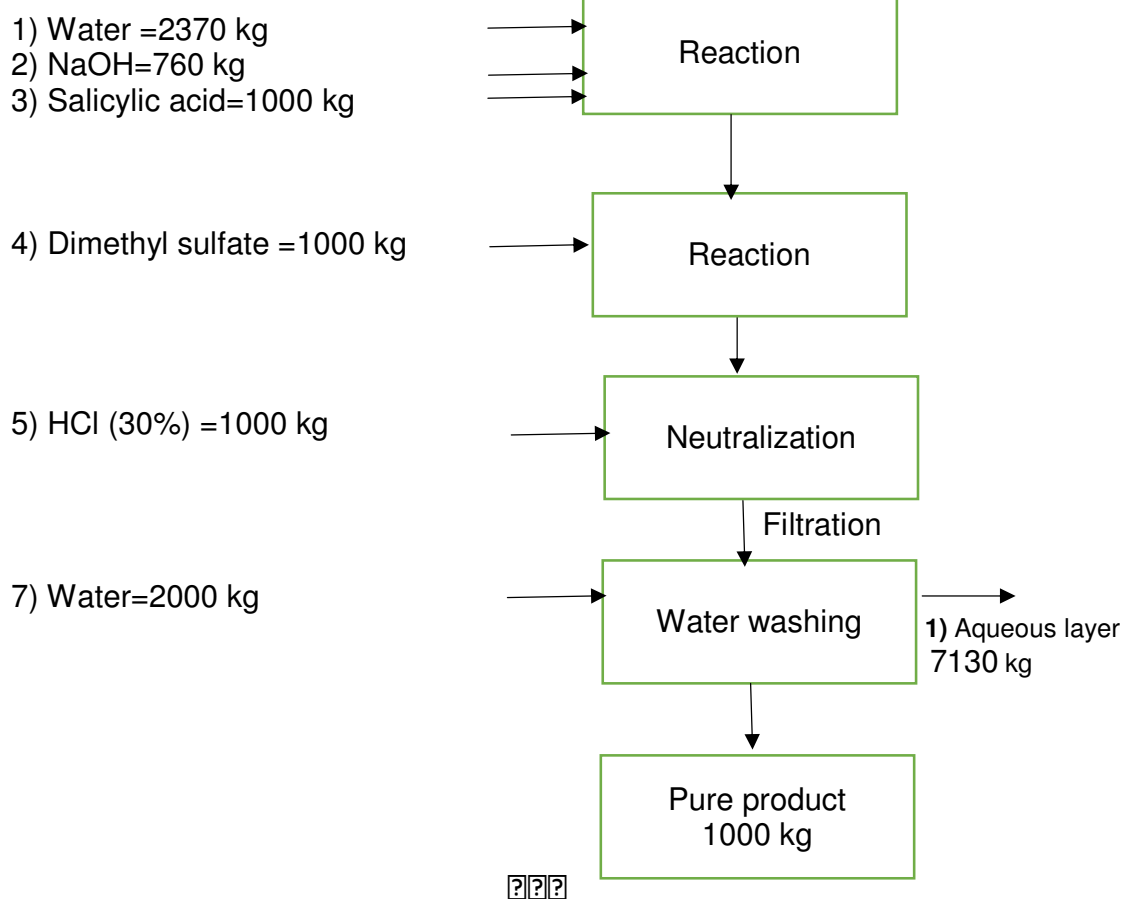 1) Water =2370 kg
2) NaOH=760 kg
3) Salicylic acid=1000 kg
Reaction
4) Dimethyl sulfate =1000 kg
Reaction
5) HCl (30%) =1000 kg
Neutralization
Filtration
7) Water=2000 kg
Water washing
1) Aqueous layer
7130 kg
Pure product
1000 kg